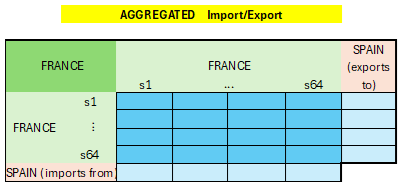 AGGREGATED Import/Export
FRANCE
FRANCE
SPAIN
(exports
to)
s1 ... s64
s1
FRANCE ⋮
s64
SPAIN (imports from)